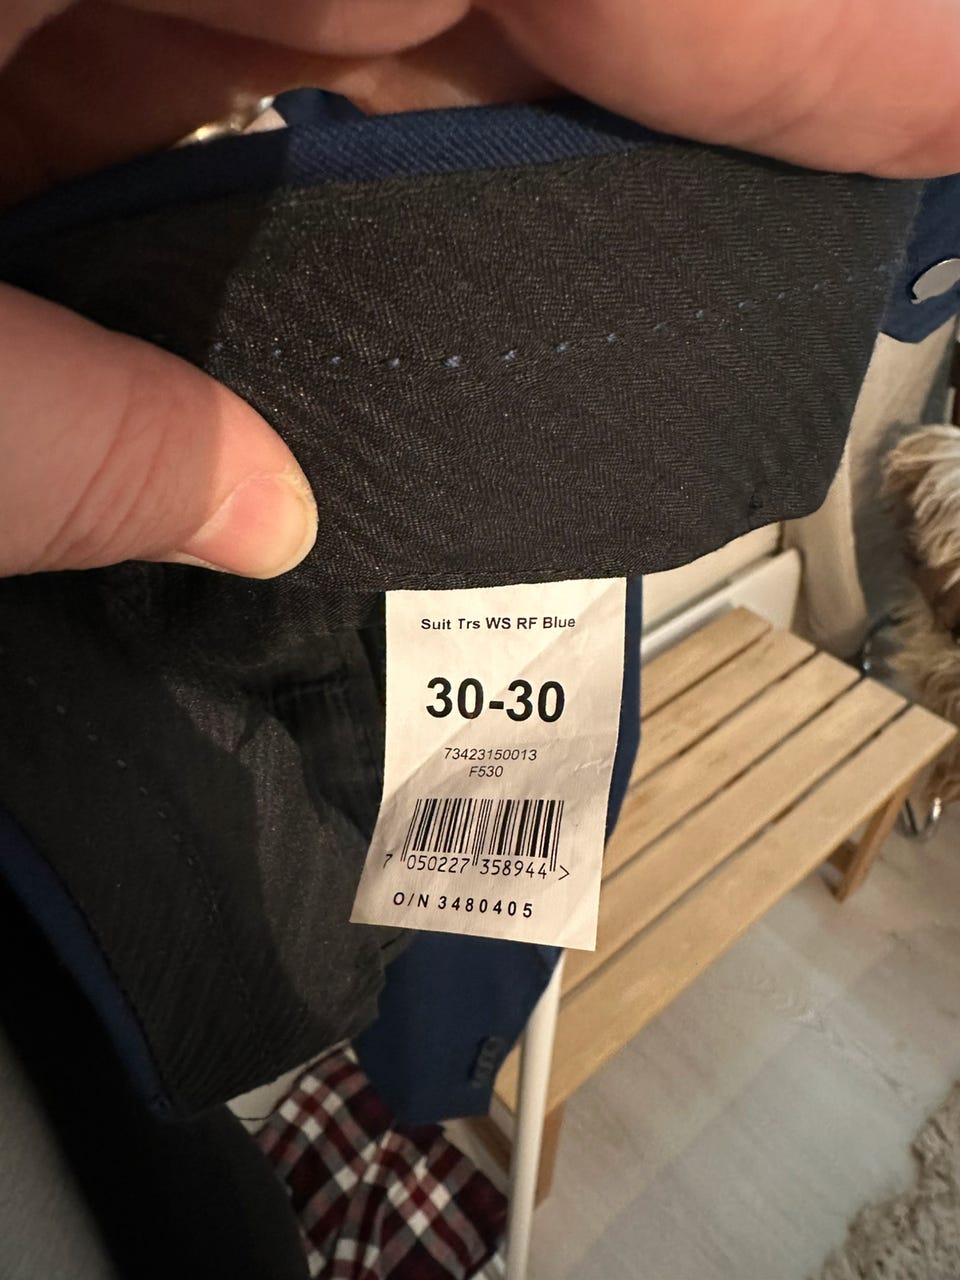 Suit Trs WS RF Blue
30-30
73423150013
F530
7 050227 358944 >
O/N 3480405